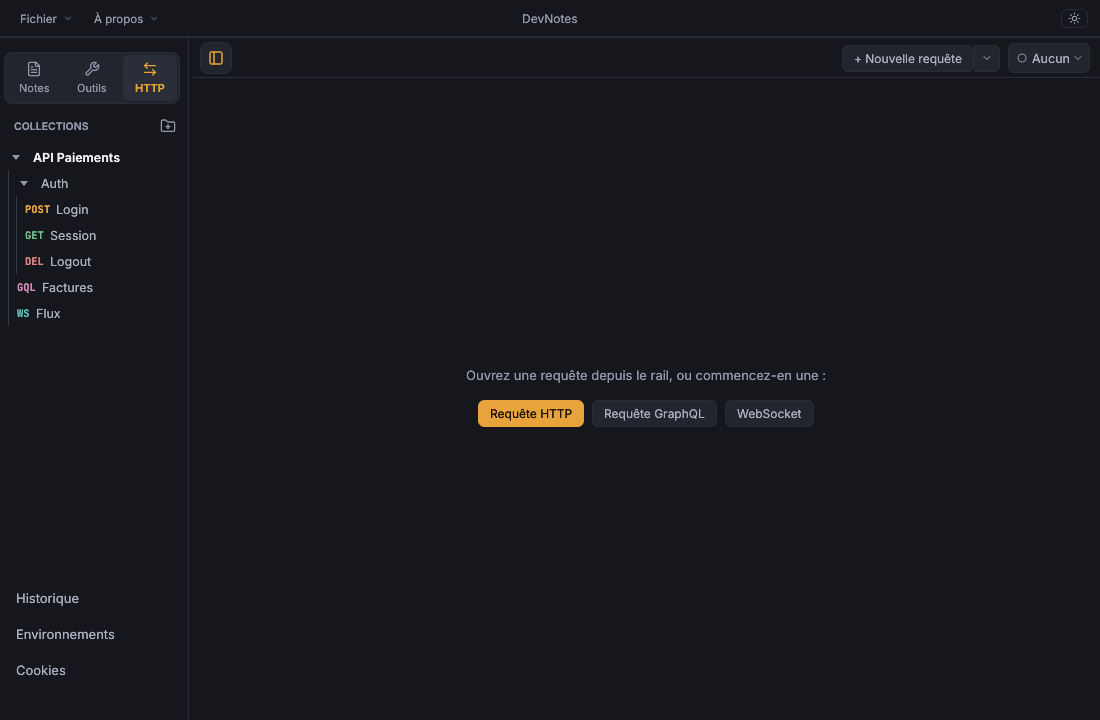 Fichier
À propos
DevNotes
Notes
Outils
HTTP
+ Nouvelle requête
Aucun
COLLECTIONS
API Paiements
Auth
POST Login
GET Session
DEL Logout
GQL Factures
WS Flux
Ouvrez une requête depuis le rail, ou commencez-en une :
Requête HTTP
Requête GraphQL
WebSocket
Historique
Environnements
Cookies